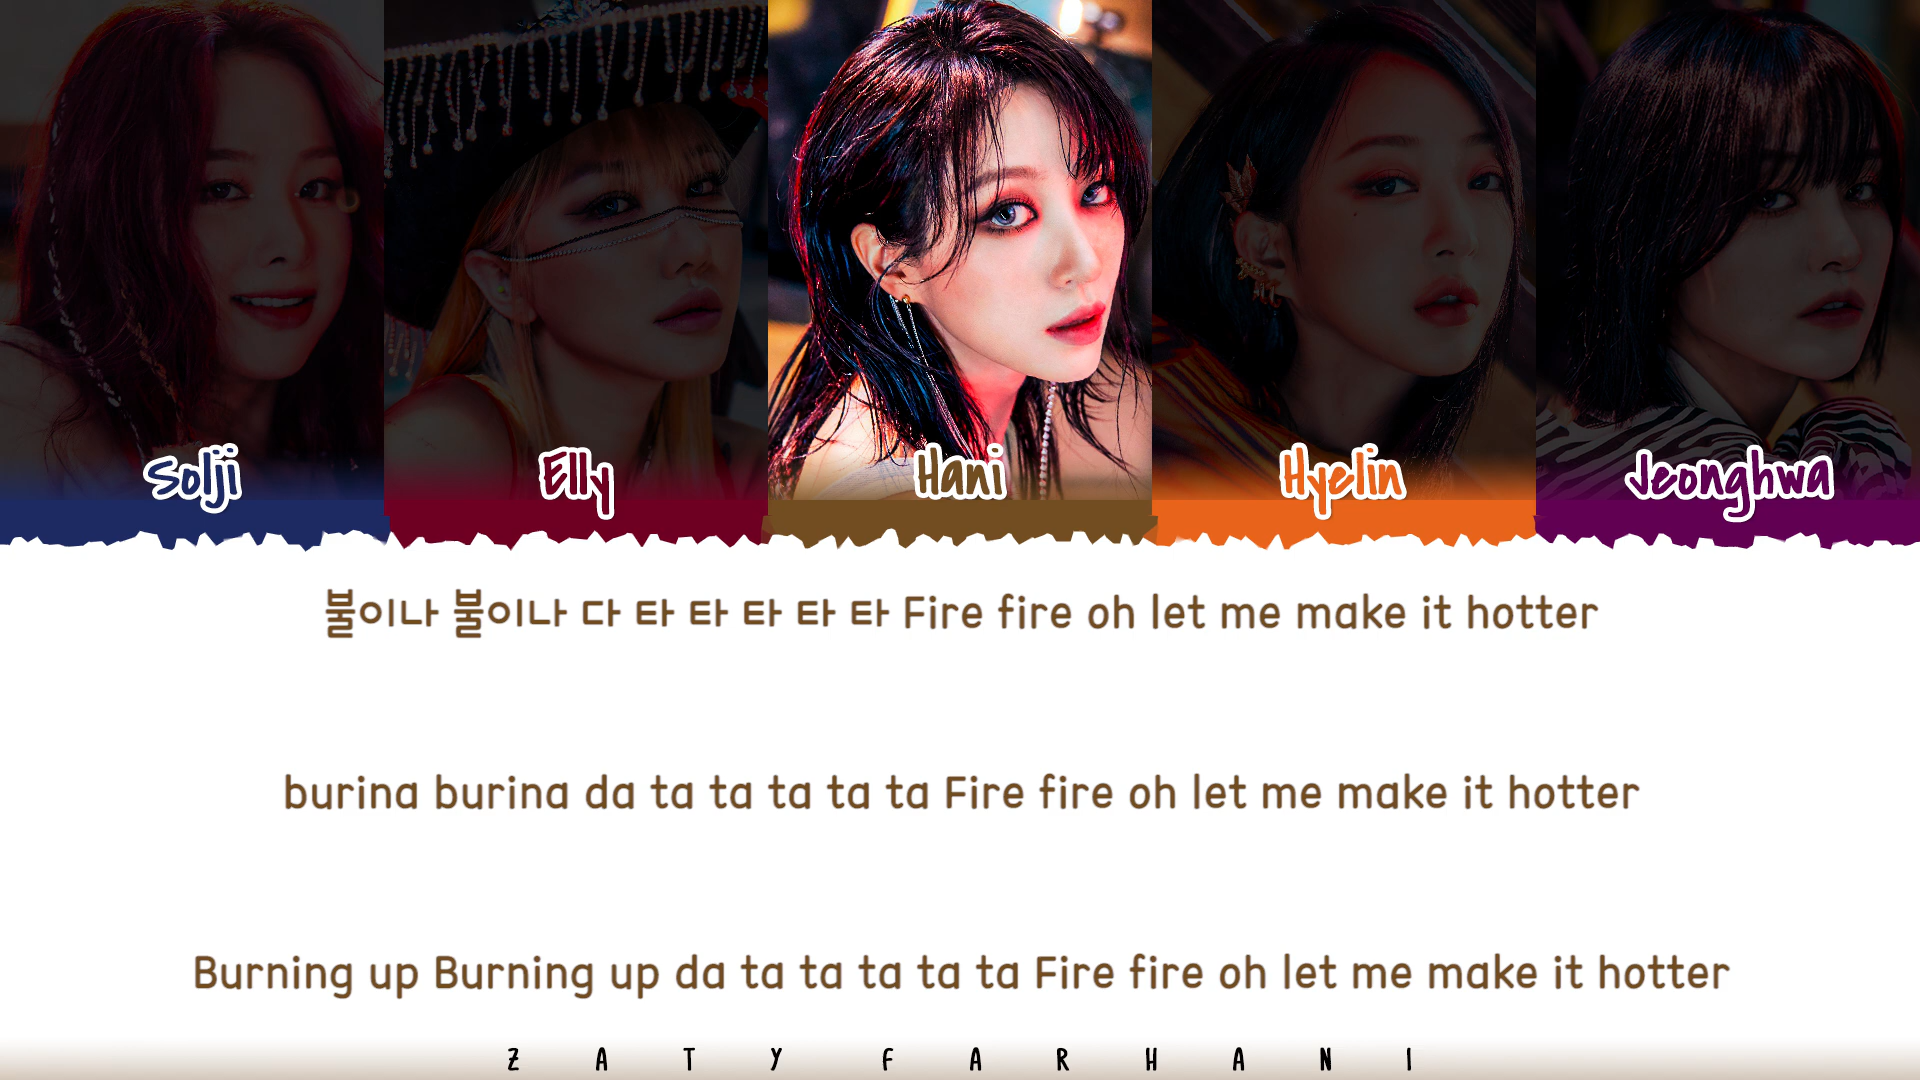 Solji Elly Hani Hyelin Jeonghwa
불이나 불이나 다 타 타 타 타 타 Fire fire oh let me make it hotter
burina burina da ta ta ta ta ta Fire fire oh let me make it hotter
Burning up Burning up da ta ta ta ta ta Fire fire oh let me make it hotter
ZATY FARHANI